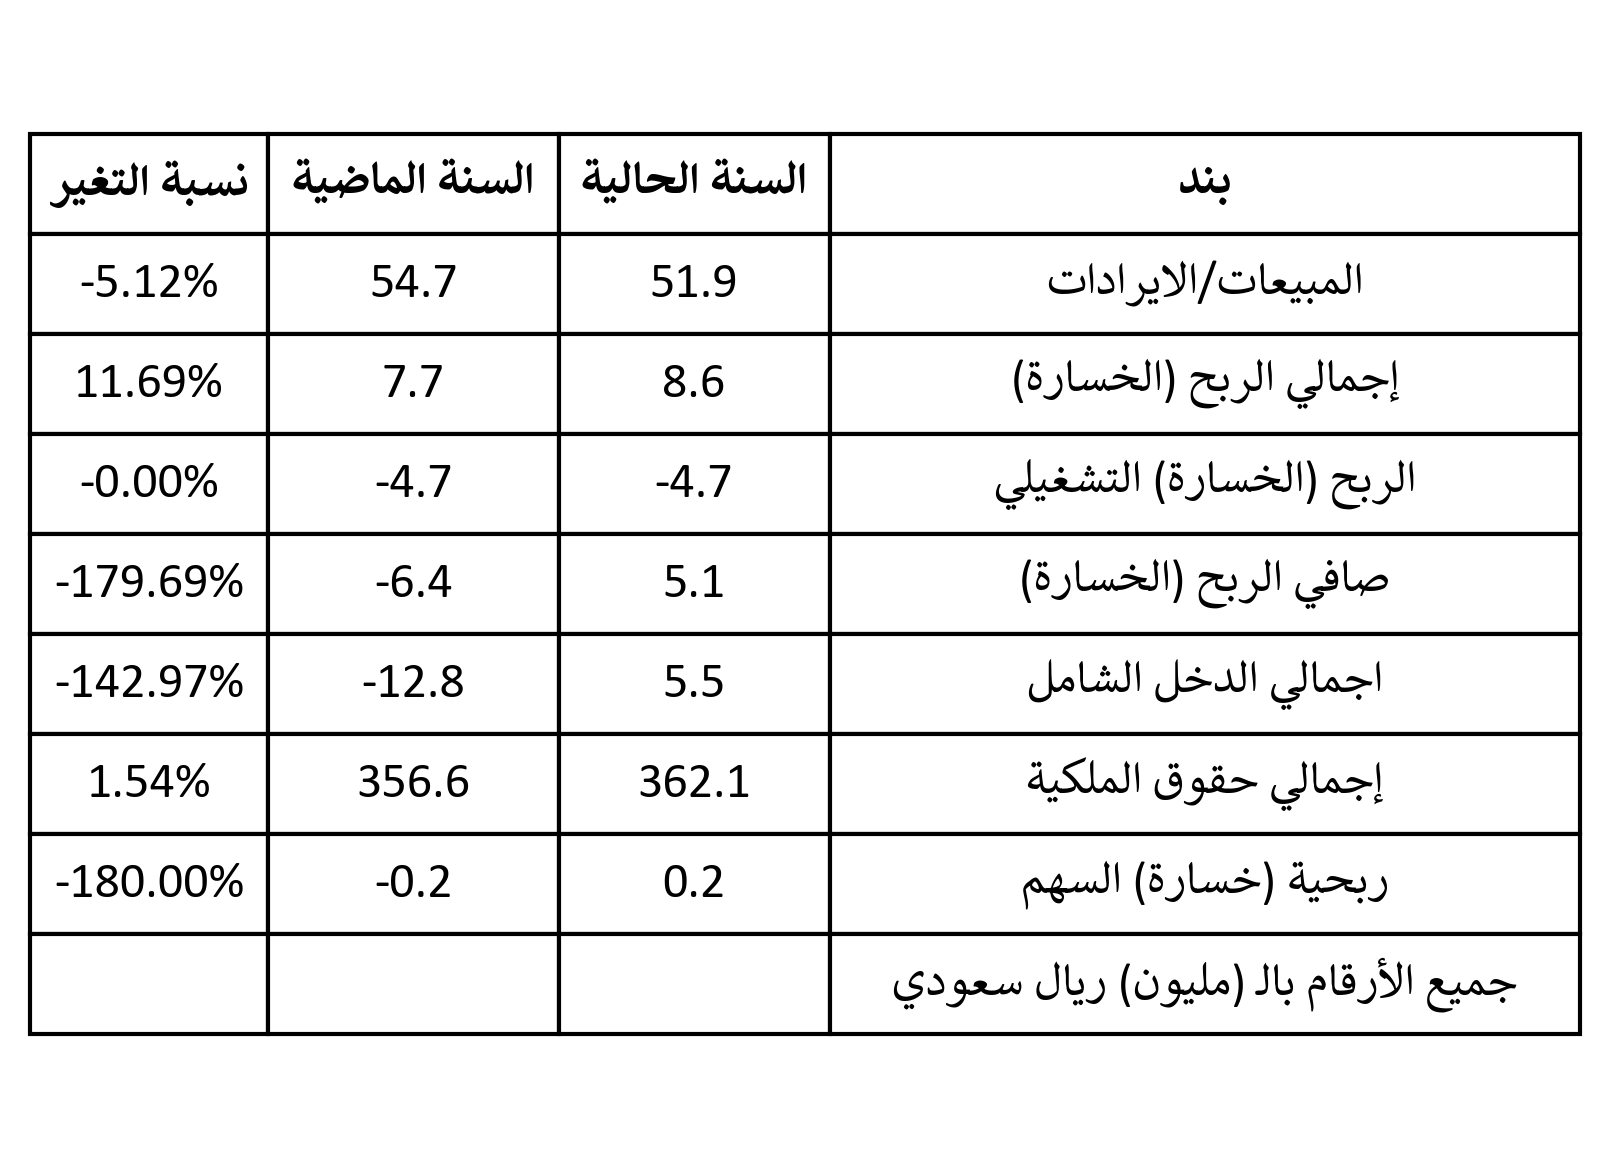 بند السنة الحالية السنة الماضية نسبة التغير
المبيعات/الايرادات 51.9 54.7 -5.12%
إجمالي الربح (الخسارة) 8.6 7.7 11.69%
الربح (الخسارة) التشغيلي -4.7 -4.7 -0.00%
صافي الربح (الخسارة) 5.1 -6.4 -179.69%
اجمالي الدخل الشامل 5.5 -12.8 -142.97%
إجمالي حقوق الملكية 362.1 356.6 1.54%
ربحية (خسارة) السهم 0.2 -0.2 -180.00%
جميع الأرقام بالـ (مليون) ريال سعودي